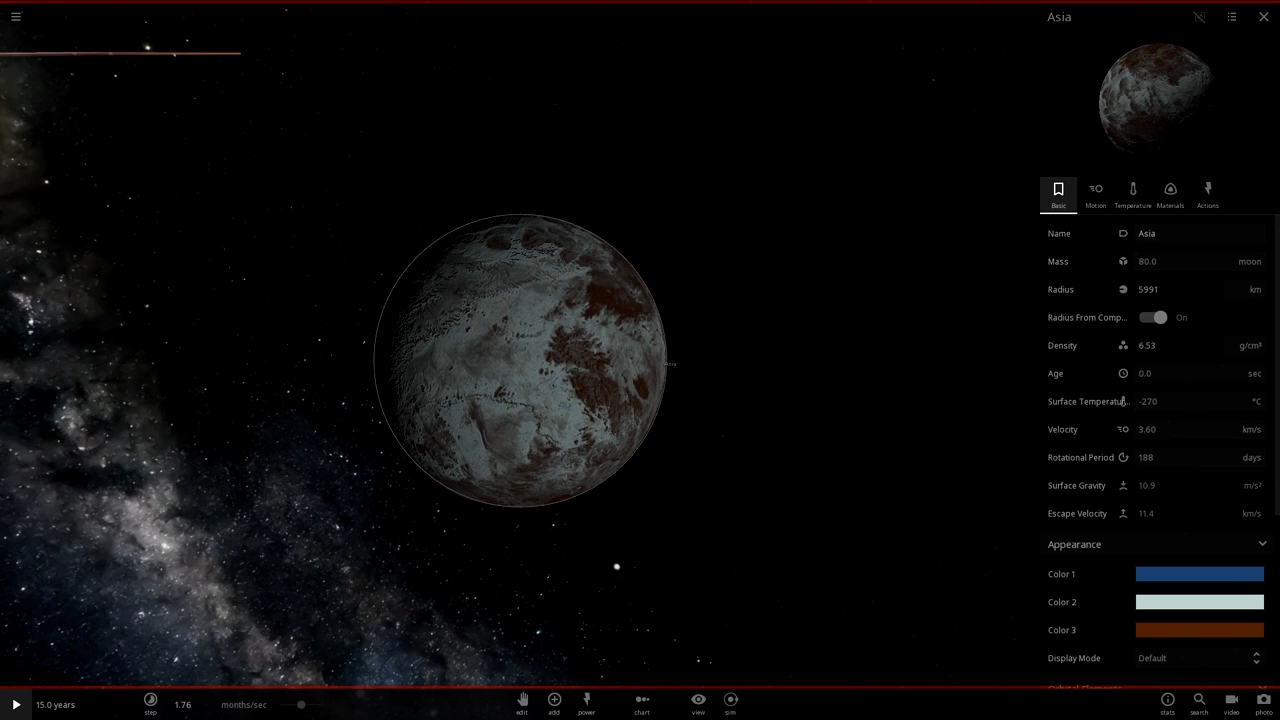 Asia
Basic Motion Temperature Materials Actions
Name Asia
Mass 80.0 moon
Radius 5991 km
Radius From Comp... On
Density 6.53 g/cm³
Age 0.0 sec
Surface Temperatu... -270 °C
Velocity 3.60 km/s
Rotational Period 188 days
Surface Gravity 10.9 m/s²
Escape Velocity 11.4 km/s
Appearance
Color 1
Color 2
Color 3
Display Mode Default
Orbital Elements
Asia
15.0 years step 1.76 months/sec edit add power chart view sim stats search video photo